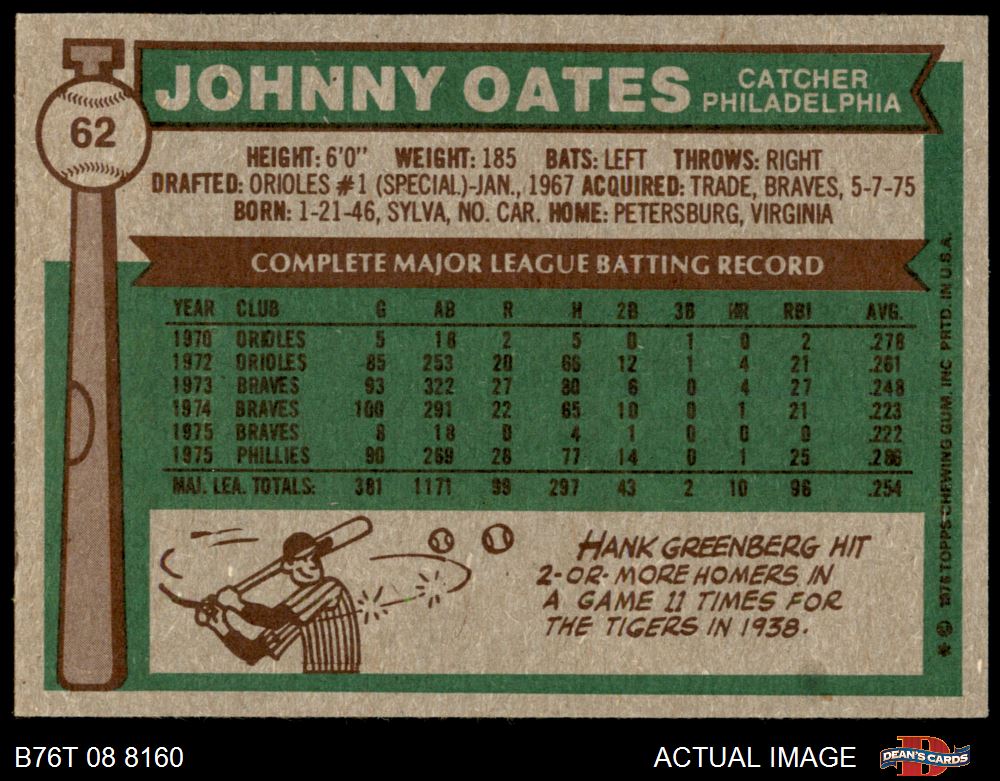 JOHNNY OATES
CATCHER
PHILADELPHIA
62
HEIGHT: 6'0" WEIGHT: 185 BATS: LEFT THROWS: RIGHT
DRAFTED: ORIOLES #1 (SPECIAL)-JAN., 1967 ACQUIRED: TRADE, BRAVES, 5-7-75
BORN: 1-21-46, SYLVA, NO. CAR. HOME: PETERSBURG, VIRGINIA
COMPLETE MAJOR LEAGUE BATTING RECORD
YEAR CLUB G AB R H 2B 3B HR RBI AVG.
1970 ORIOLES 5 18 2 5 0 1 0 2 .278
1972 ORIOLES 85 253 20 66 12 1 4 21 .261
1973 BRAVES 93 322 27 80 6 0 4 27 .248
1974 BRAVES 100 291 22 65 10 0 1 21 .223
1975 BRAVES 8 18 0 4 1 0 0 0 .222
1975 PHILLIES 90 269 28 77 14 0 1 25 .286
MAJ. LEA. TOTALS: 381 1171 99 297 43 2 10 96 .254
HANK GREENBERG HIT
2-OR-MORE HOMERS IN
A GAME 11 TIMES FOR
THE TIGERS IN 1938.
* © 1976 TOPPS CHEWING GUM, INC. PRTD. IN U.S.A.
B76T 08 8160
ACTUAL IMAGE
D
DEAN'S CARDS